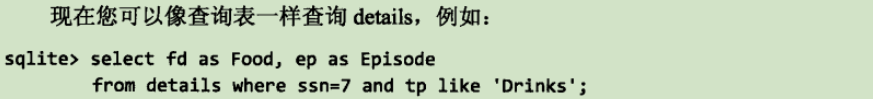 现在您可以像查询表一样查询 details，例如：
sqlite> select fd as Food, ep as Episode
from details where ssn=7 and tp like 'Drinks';